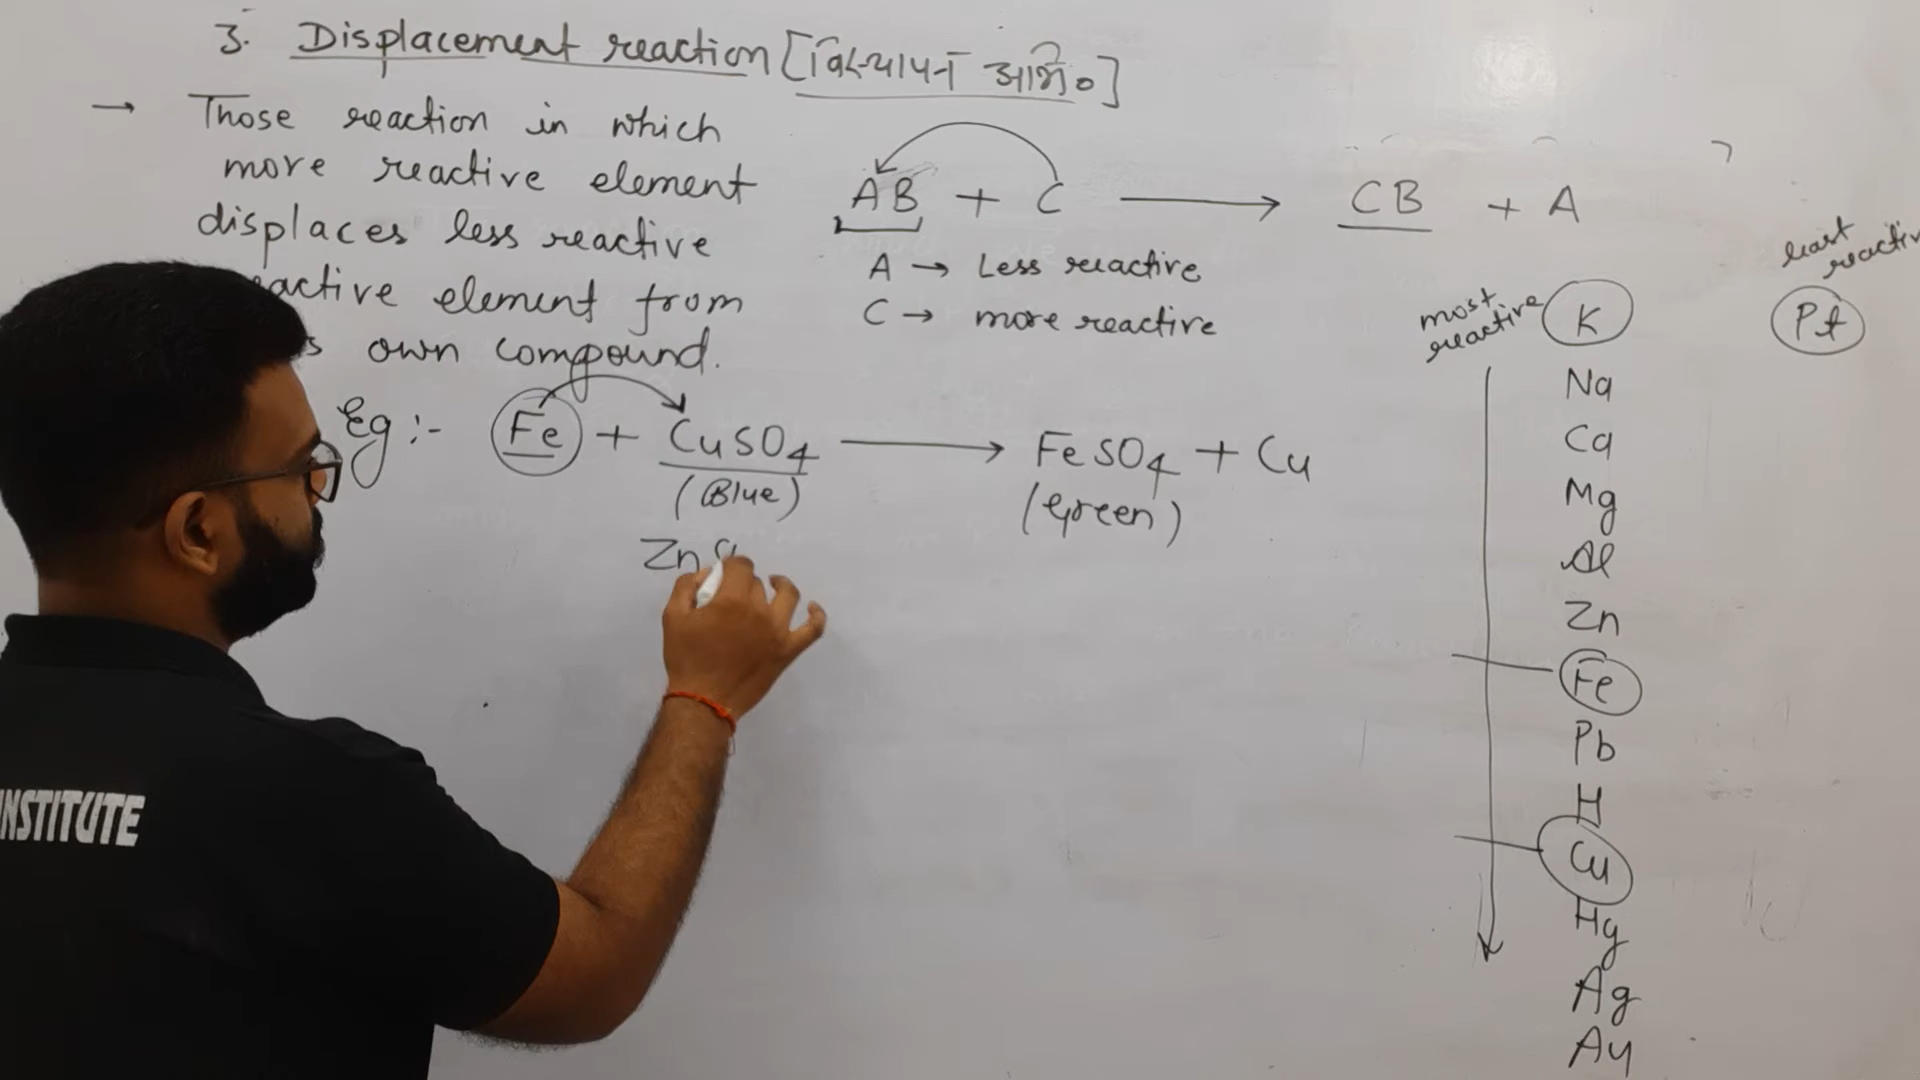 3. Displacement reaction [विस्थापन अभि०]
→ Those reaction in which
more reactive element
displaces less reactive
active element from
s own compound.
AB + C ⟶ CB + A
A → Less reactive
C → more reactive
Eg :- Fe + CuSO4 ⟶ FeSO4 + Cu
(Blue) (Green)
Zn
most reactive
K
least reactiv
Pt
Na
Ca
Mg
Al
Zn
Fe
Pb
H
Cu
Hg
Ag
Au
INSTITUTE